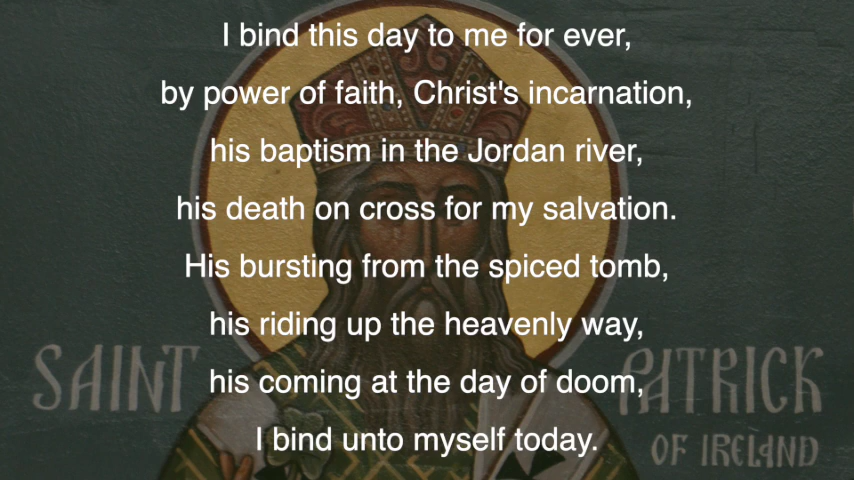 I bind this day to me for ever,
by power of faith, Christ's incarnation,
his baptism in the Jordan river,
his death on cross for my salvation.
His bursting from the spiced tomb,
his riding up the heavenly way,
his coming at the day of doom,
I bind unto myself today.
SAINT PATRICK
OF IRELAND